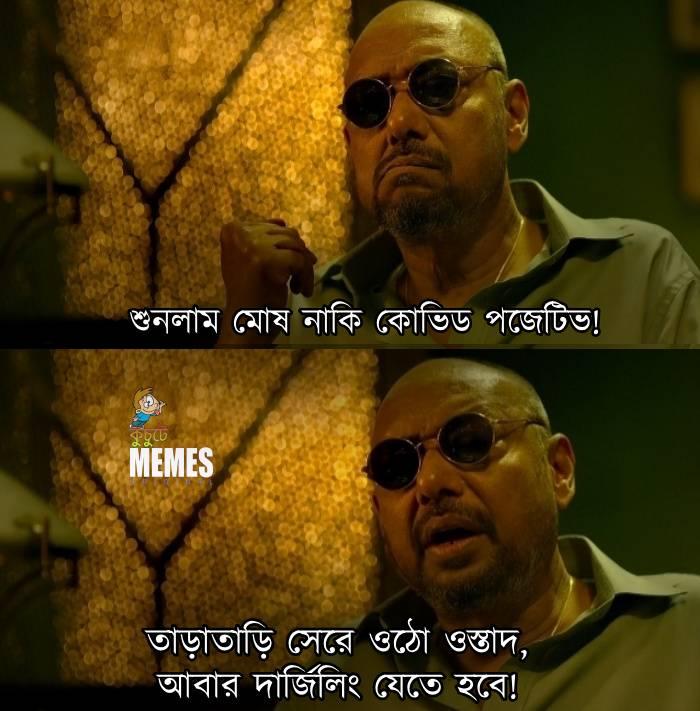 শুনলাম মোষ নাকি কোভিড পজেটিভ!
কুচুটে
MEMES
তাড়াতাড়ি সেরে ওঠো ওস্তাদ,
আবার দার্জিলিং যেতে হবে!